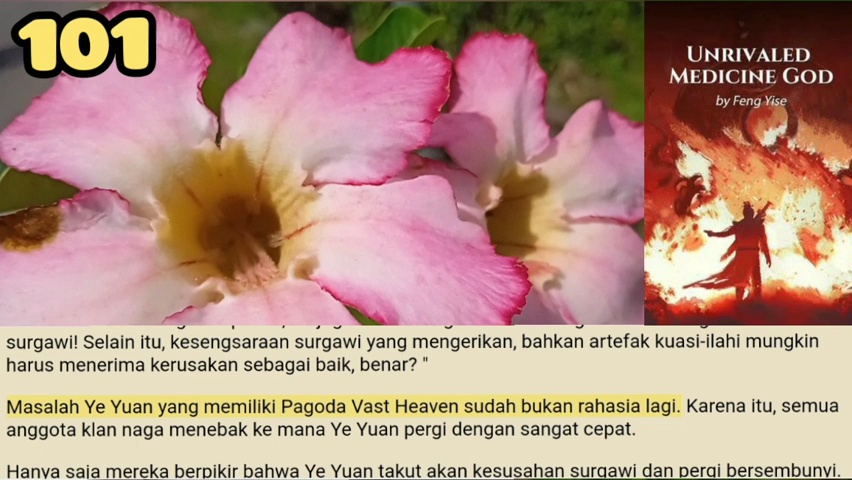 101
UNRIVALED
MEDICINE GOD
by Feng Yise
surgawi! Selain itu, kesengsaraan surgawi yang mengerikan, bahkan artefak kuasi-ilahi mungkin
harus menerima kerusakan sebagai baik, benar? "
Masalah Ye Yuan yang memiliki Pagoda Vast Heaven sudah bukan rahasia lagi. Karena itu, semua
anggota klan naga menebak ke mana Ye Yuan pergi dengan sangat cepat.
Hanya saja mereka berpikir bahwa Ye Yuan takut akan kesusahan surgawi dan pergi bersembunyi.